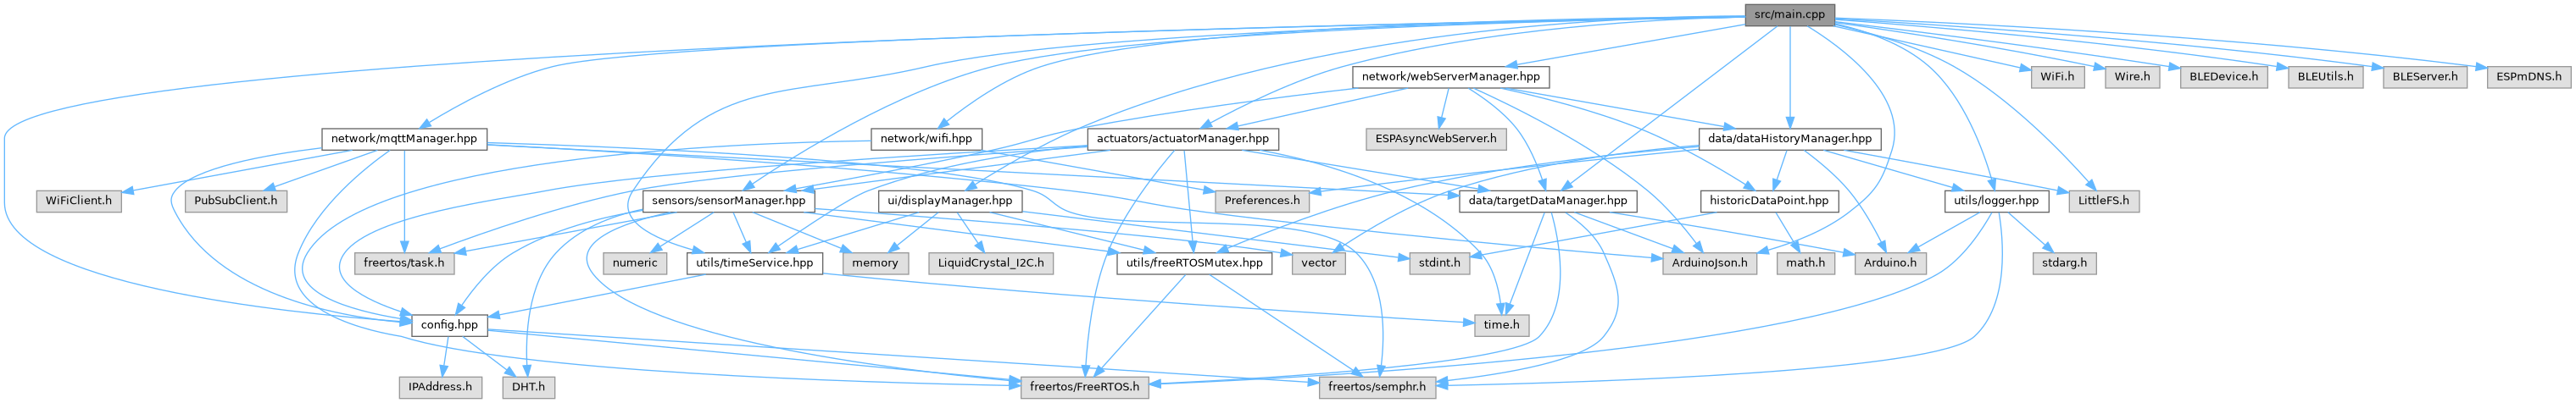 src/main.cpp
network/webServerManager.hpp
WiFi.h
Wire.h
BLEDevice.h
BLEUtils.h
BLEServer.h
ESPmDNS.h
network/mqttManager.hpp
network/wifi.hpp
actuators/actuatorManager.hpp
ESPAsyncWebServer.h
data/dataHistoryManager.hpp
WiFiClient.h
PubSubClient.h
sensors/sensorManager.hpp
ui/displayManager.hpp
Preferences.h
data/targetDataManager.hpp
historicDataPoint.hpp
utils/logger.hpp
LittleFS.h
freertos/task.h
numeric
utils/timeService.hpp
memory
LiquidCrystal_I2C.h
utils/freeRTOSMutex.hpp
vector
stdint.h
ArduinoJson.h
math.h
Arduino.h
stdarg.h
config.hpp
time.h
IPAddress.h
DHT.h
freertos/FreeRTOS.h
freertos/semphr.h